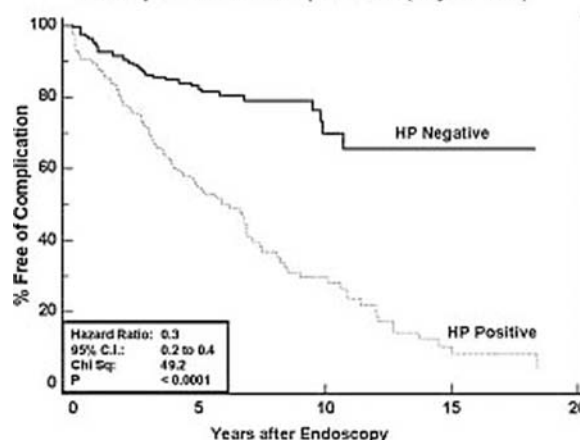 100
80
60
40
20
0
% Free of Complication
HP Negative
HP Positive
Hazard Ratio: 0.3
95% C.I.: 0.2 to 0.4
Chi Sq: 49.2
P < 0.0001
0 5 10 15 20
Years after Endoscopy